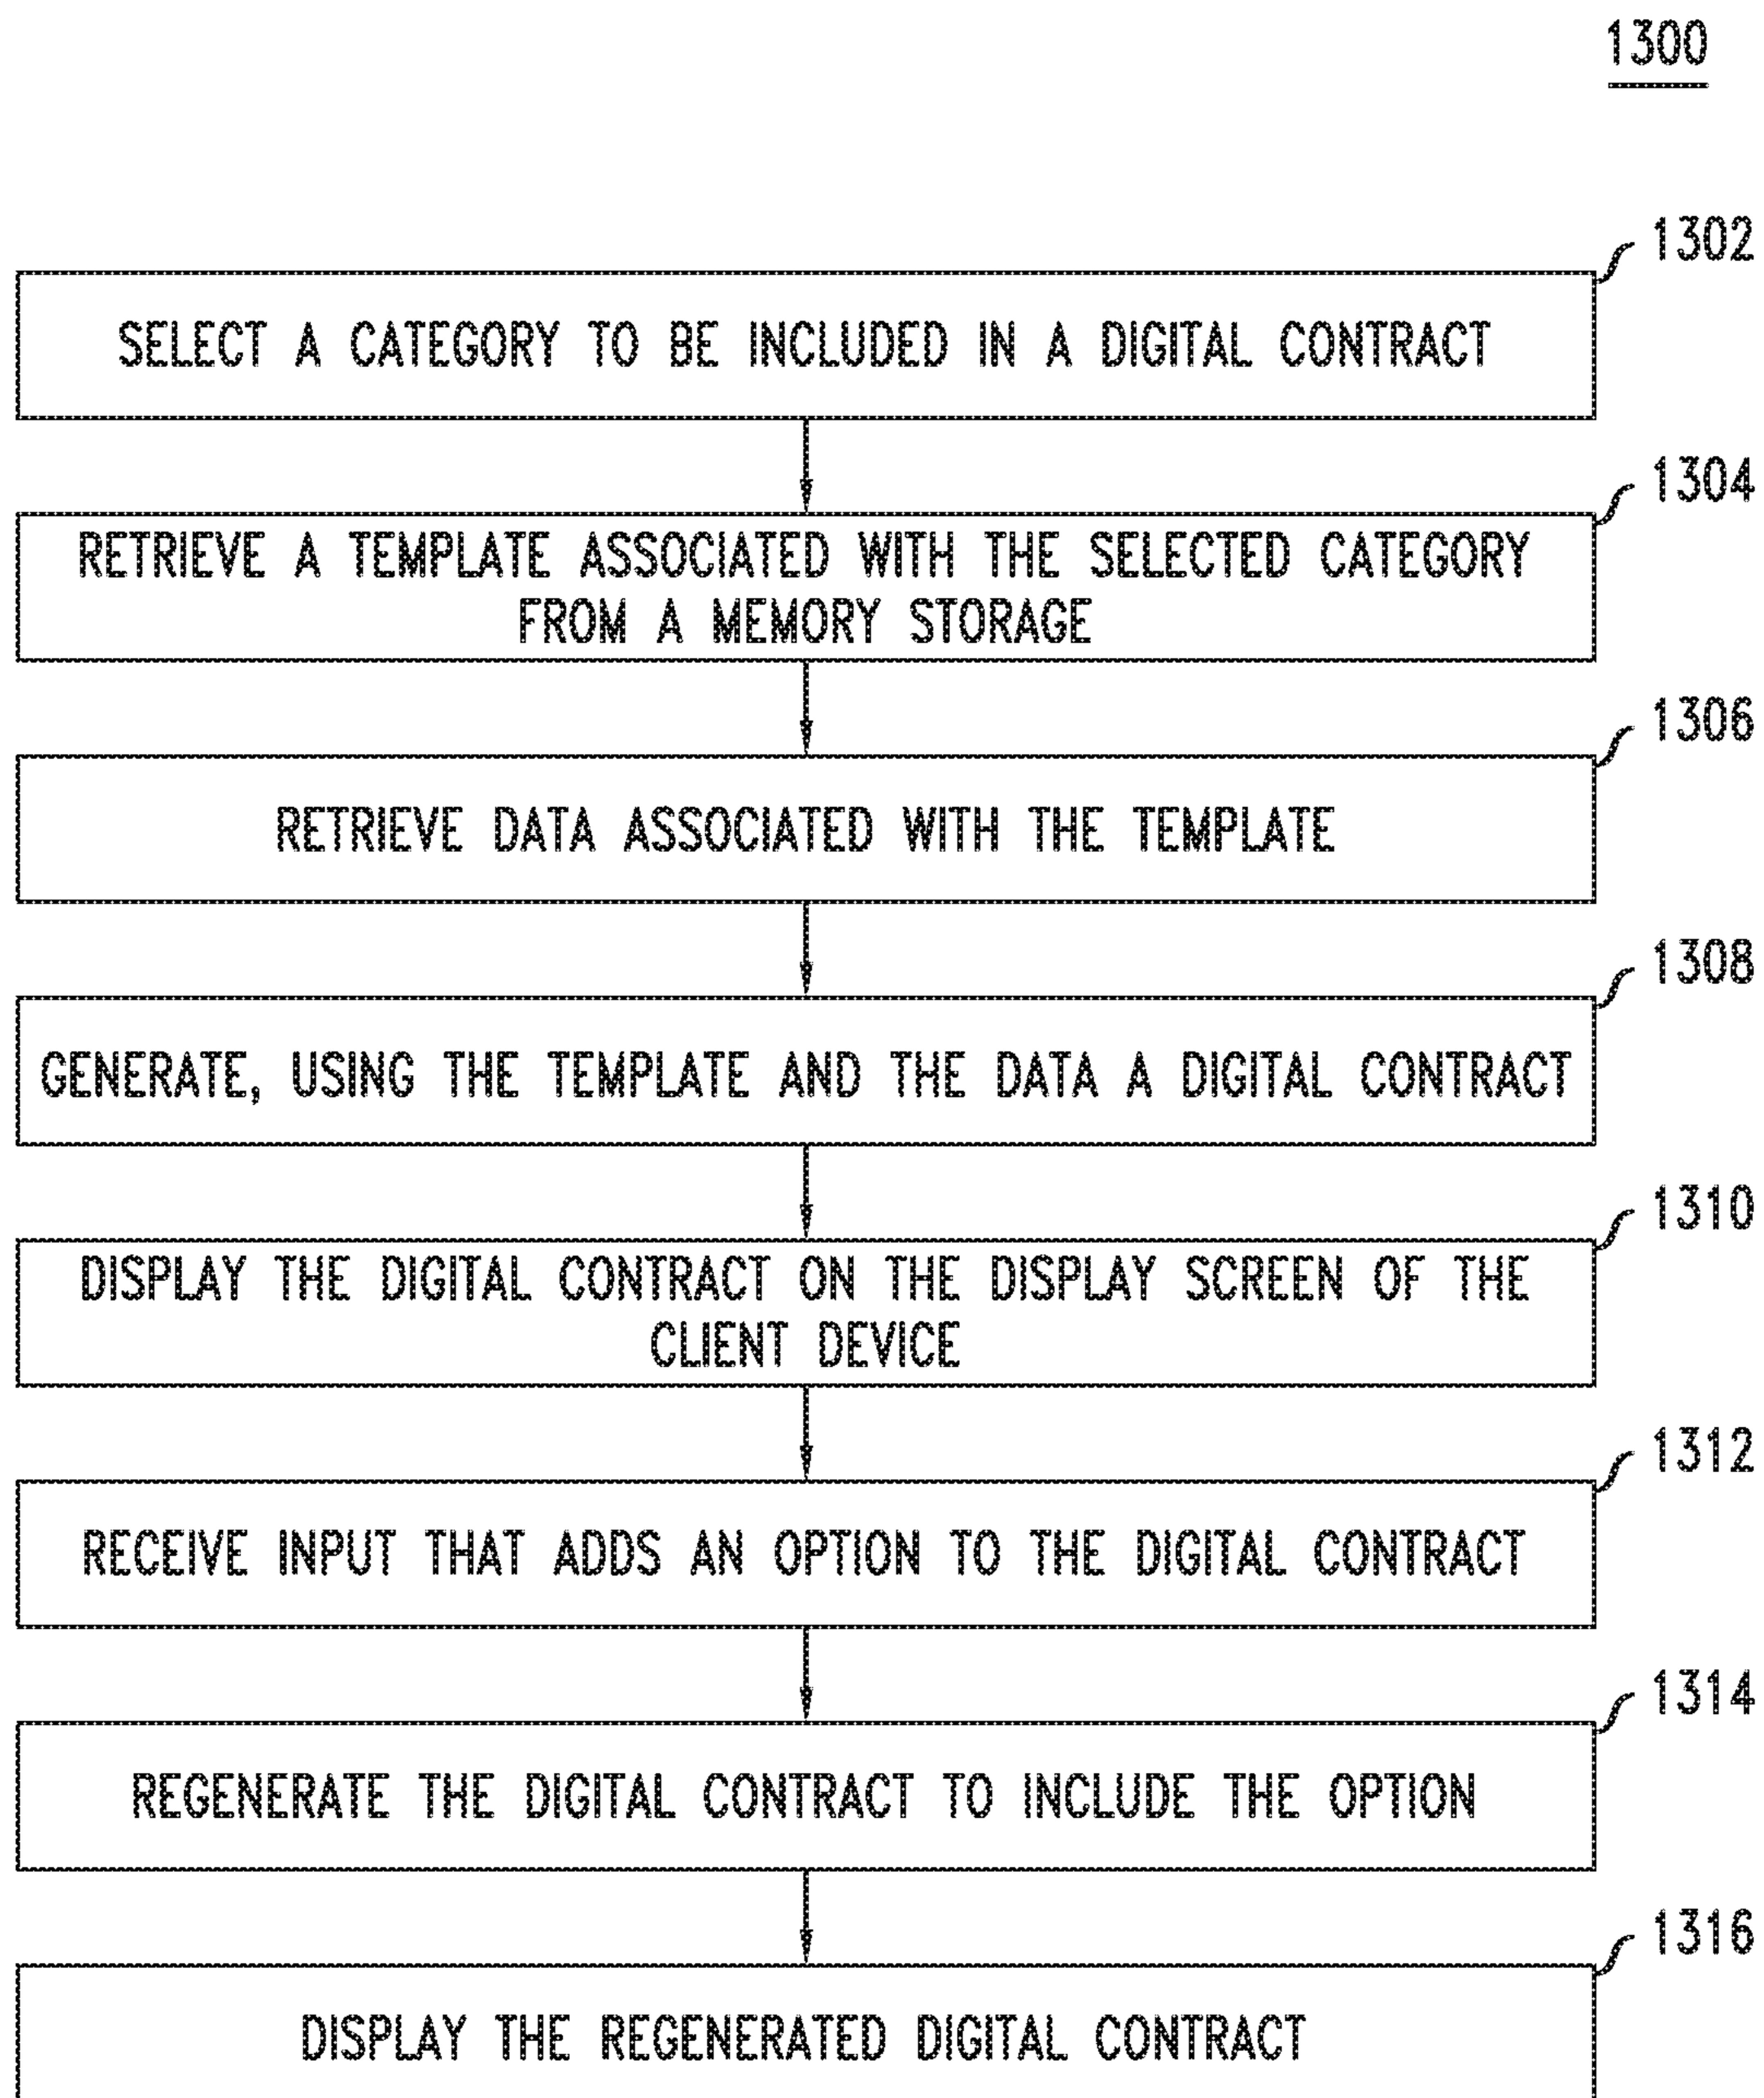 1300
1302
SELECT A CATEGORY TO BE INCLUDED IN A DIGITAL CONTRACT
1304
RETRIEVE A TEMPLATE ASSOCIATED WITH THE SELECTED CATEGORY
FROM A MEMORY STORAGE
1306
RETRIEVE DATA ASSOCIATED WITH THE TEMPLATE
1308
GENERATE, USING THE TEMPLATE AND THE DATA A DIGITAL CONTRACT
1310
DISPLAY THE DIGITAL CONTRACT ON THE DISPLAY SCREEN OF THE
CLIENT DEVICE
1312
RECEIVE INPUT THAT ADDS AN OPTION TO THE DIGITAL CONTRACT
1314
REGENERATE THE DIGITAL CONTRACT TO INCLUDE THE OPTION
1316
DISPLAY THE REGENERATED DIGITAL CONTRACT